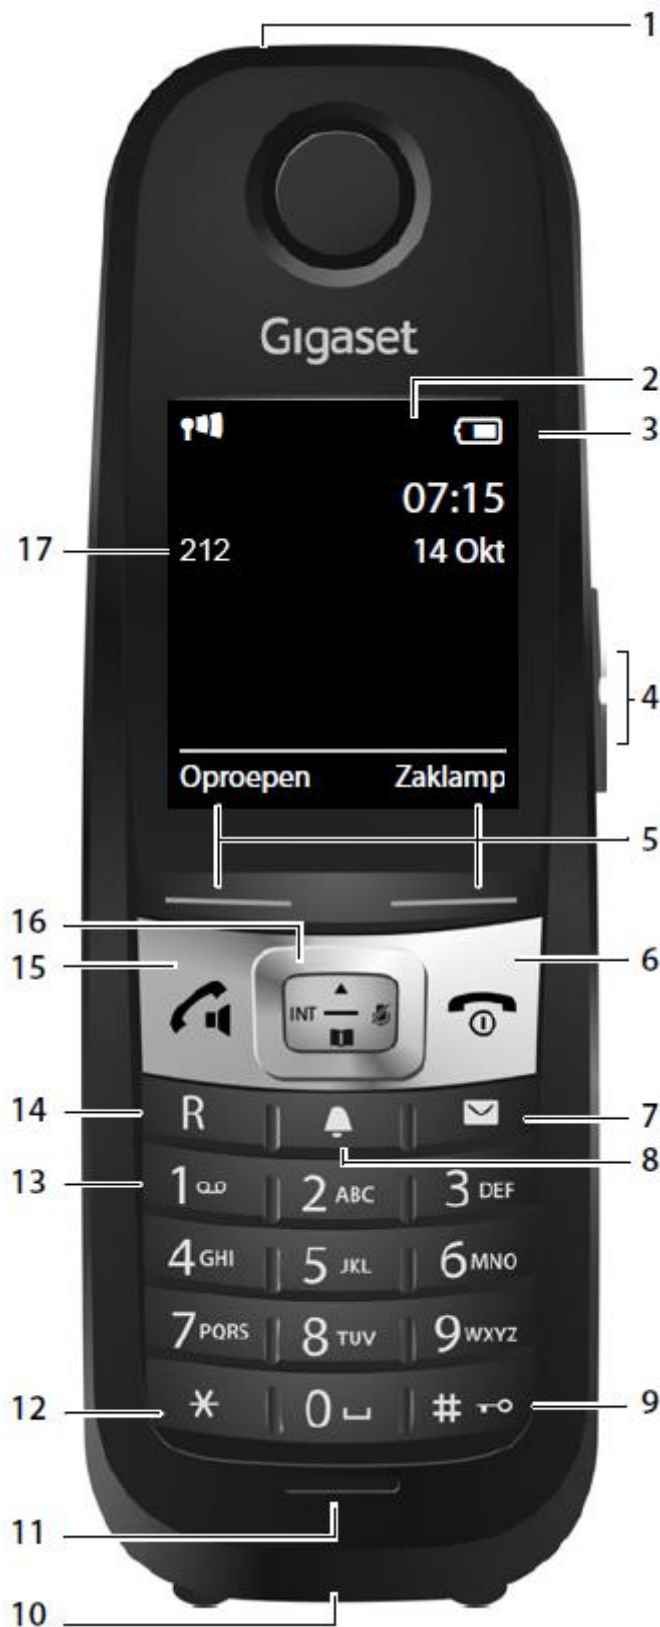 1
Gigaset
2
3
07:15
17 212 14 Okt
4
Oproepen Zaklamp
5
16
15 6
INT
14 R 7
8
13 1 2 ABC 3 DEF
4 GHI 5 JKL 6 MNO
7 PQRS 8 TUV 9 WXYZ
12 * 0 # 9
11
10